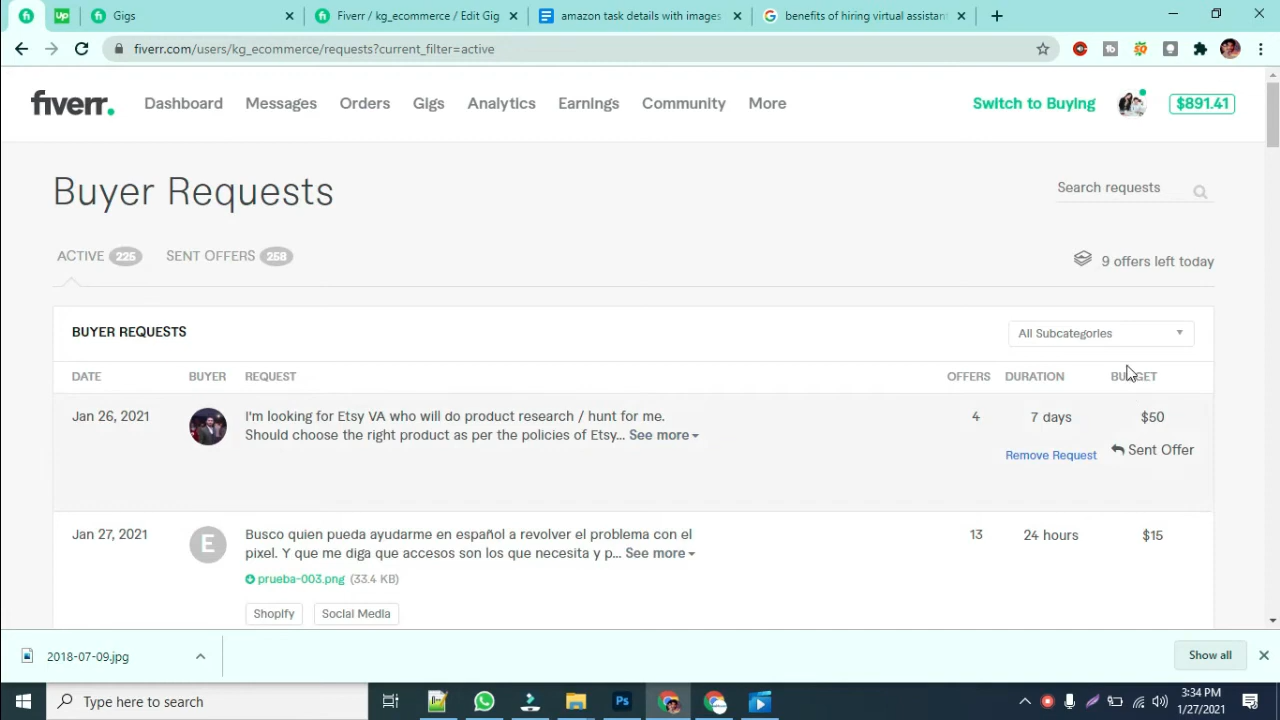 Gigs
Fiverr / kg_ecommerce / Edit Gig
amazon task details with images
benefits of hiring virtual assistan
fiverr.com/users/kg_ecommerce/requests?current_filter=active
fiverr.
Dashboard
Messages
Orders
Gigs
Analytics
Earnings
Community
More
Switch to Buying
$891.41
Buyer Requests
Search requests
ACTIVE 225
SENT OFFERS 258
9 offers left today
BUYER REQUESTS
All Subcategories
DATE
BUYER
REQUEST
OFFERS
DURATION
BUDGET
Jan 26, 2021
I'm looking for Etsy VA who will do product research / hunt for me.
Should choose the right product as per the policies of Etsy... See more
4
7 days
$50
Remove Request
Sent Offer
Jan 27, 2021
E
Busco quien pueda ayudarme en español a revolver el problema con el
pixel. Y que me diga que accesos son los que necesita y p... See more
13
24 hours
$15
prueba-003.png (33.4 KB)
Shopify
Social Media
2018-07-09.jpg
Show all
Type here to search
Ps
3:34 PM
1/27/2021